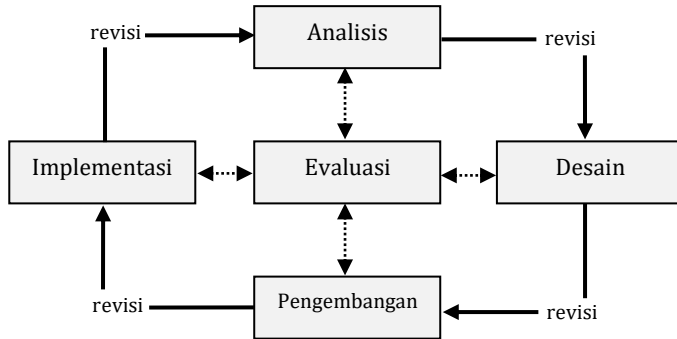 Analisis
revisi
revisi
Implementasi
Evaluasi
Desain
Pengembangan
revisi
revisi